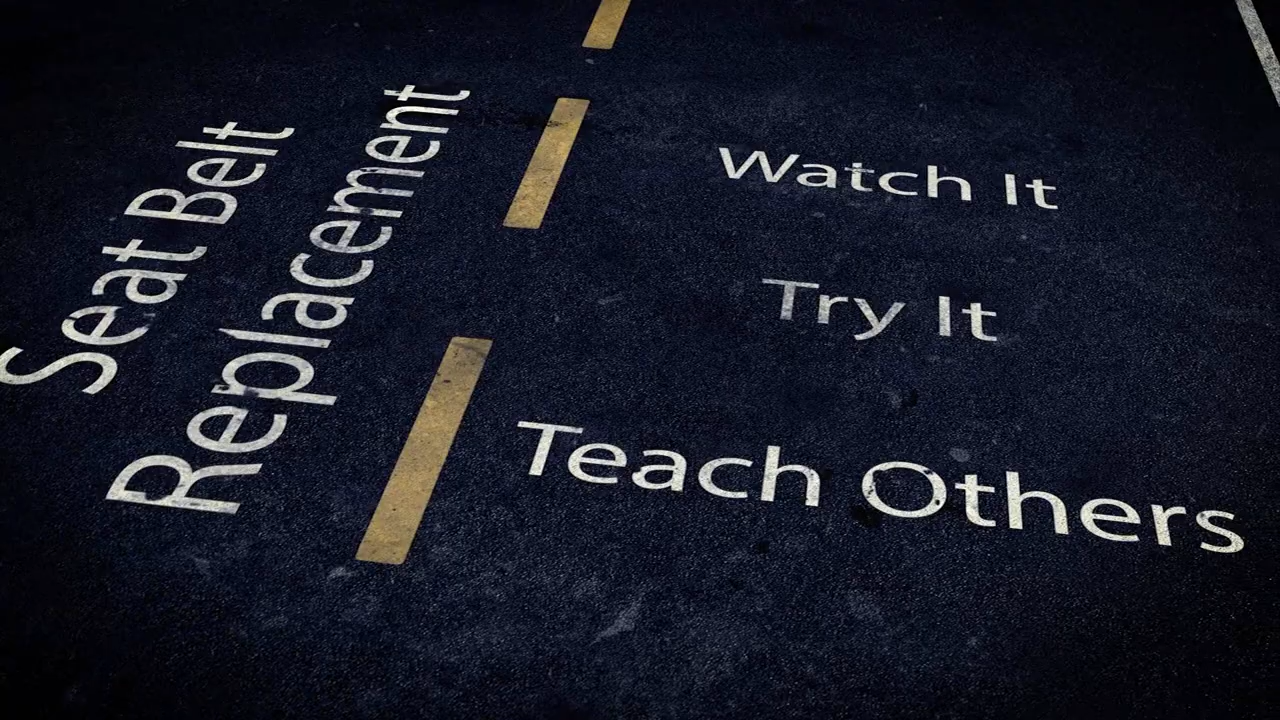 Seat Belt
Replacement
Watch It
Try It
Teach Others